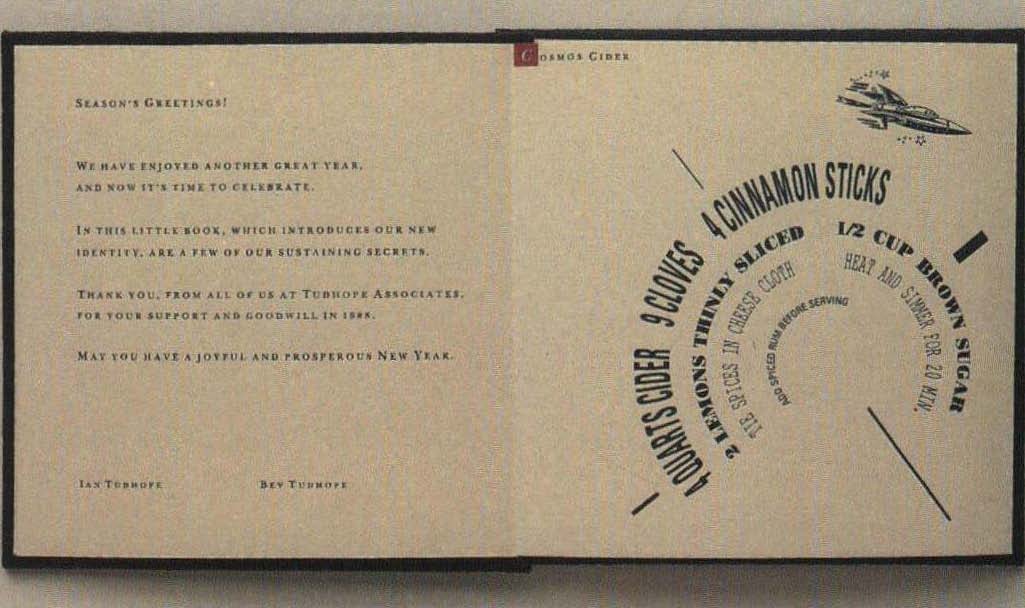 SEASON'S GREETINGS!
WE HAVE ENJOYED ANOTHER GREAT YEAR,
AND NOW IT'S TIME TO CELEBRATE.
IN THIS LITTLE BOOK, WHICH INTRODUCES OUR NEW
IDENTITY, ARE A FEW OF OUR SUSTAINING SECRETS.
THANK YOU, FROM ALL OF US AT TUDHOPE ASSOCIATES,
FOR YOUR SUPPORT AND GOODWILL IN 1988.
MAY YOU HAVE A JOYFUL AND PROSPEROUS NEW YEAR.
IAN TUDHOPE
BEV TUDHOPE
COSMOS CIDER
4 QUARTS CIDER 9 CLOVES 4 CINNAMON STICKS
2 LEMONS THINLY SLICED 1/2 CUP BROWN SUGAR
TIE SPICES IN CHEESE CLOTH HEAT AND SIMMER FOR 20 MIN.
ADD SPICED RUM BEFORE SERVING